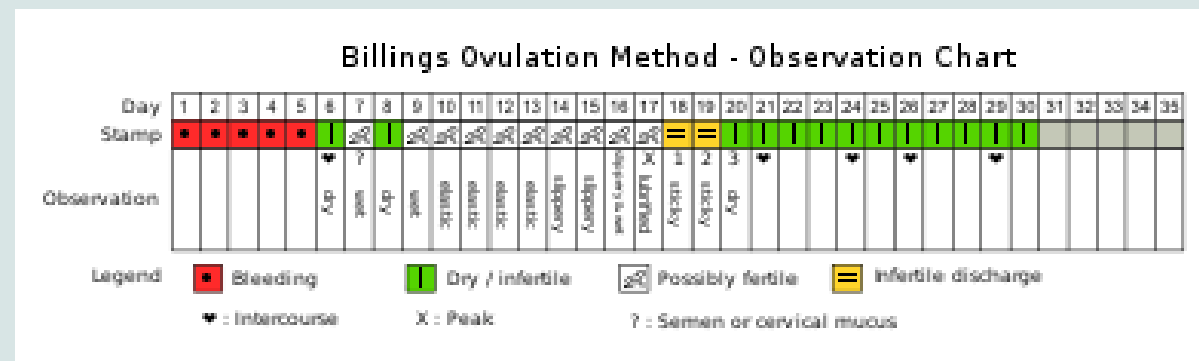 Billings Ovulation Method - Observation Chart
Day 1 2 3 4 5 6 7 8 9 10 11 12 13 14 15 16 17 18 19 20 21 22 23 24 25 26 27 28 29 30 31 32 33 34 35
Stamp
? X 1 2 3
Observation dry wet dry wet elastic elastic elastic elastic slippery slippery lubrified sticky sticky dry
Legend Bleeding Dry / infertile Possibly fertile Infertile discharge
♥ : Intercourse X : Peak ? : Semen or cervical mucus